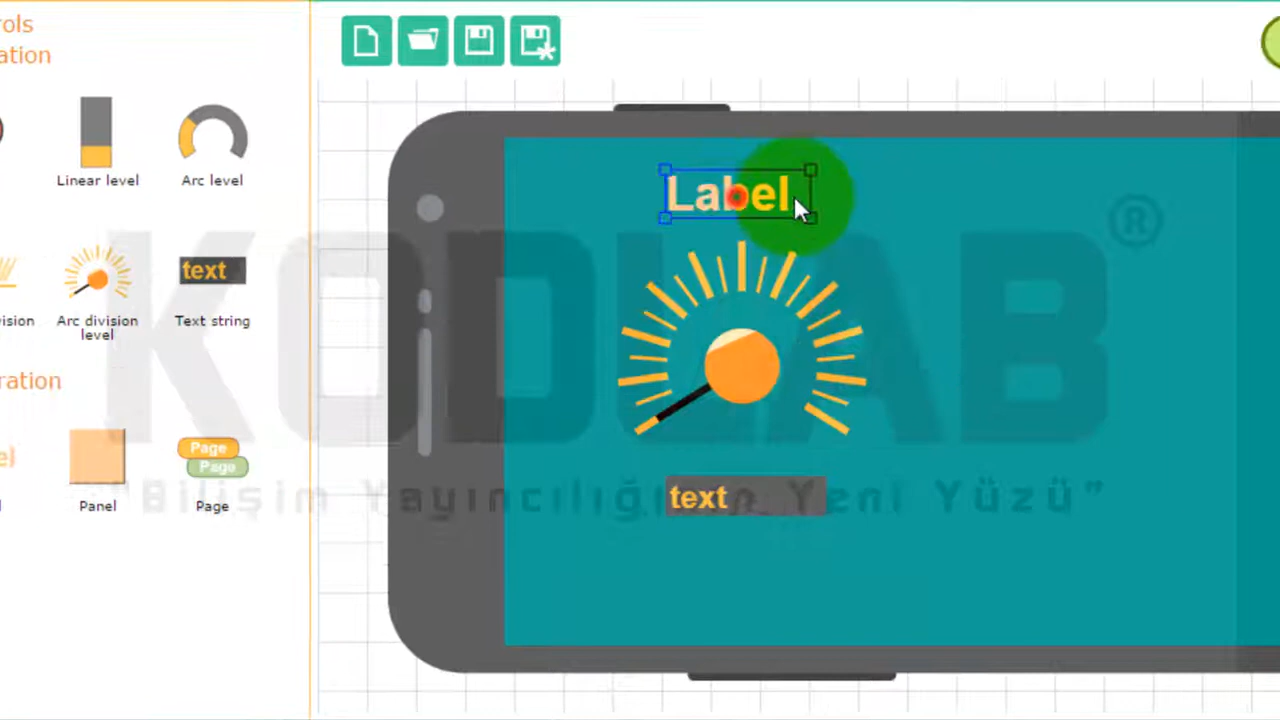 rols
ation
Linear level
Arc level
text
ision
Arc division
level
Text string
ration
el
Page
Page
Panel
Page
Label
text
KODLAB®
"Bilişim Yayıncılığının Yeni Yüzü"